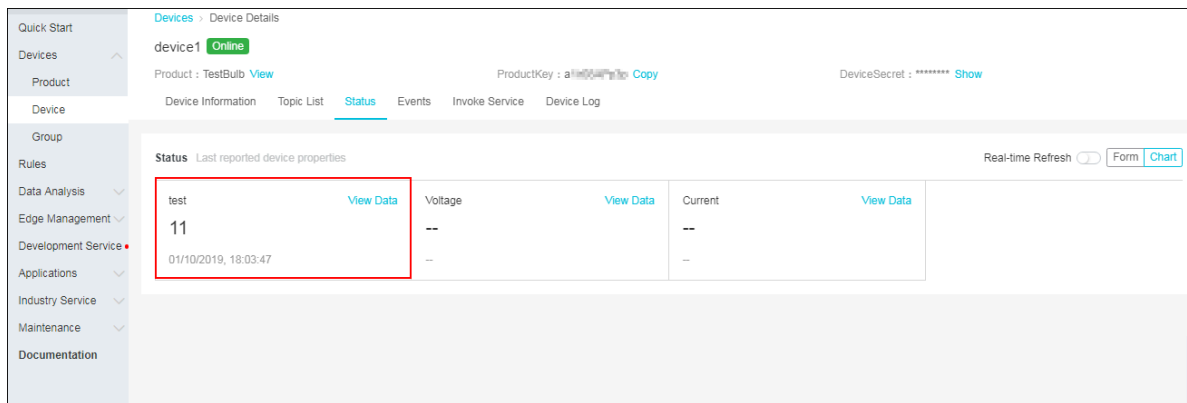 Quick Start
Devices
Product
Device
Group
Rules
Data Analysis
Edge Management
Development Service
Applications
Industry Service
Maintenance
Documentation
Devices > Device Details
device1 Online
Product : TestBulb View ProductKey : Copy DeviceSecret : ******** Show
Device Information Topic List Status Events Invoke Service Device Log
Status Last reported device properties Real-time Refresh Form Chart
test View Data Voltage View Data Current View Data
11 -- --
01/10/2019, 18:03:47 -- --